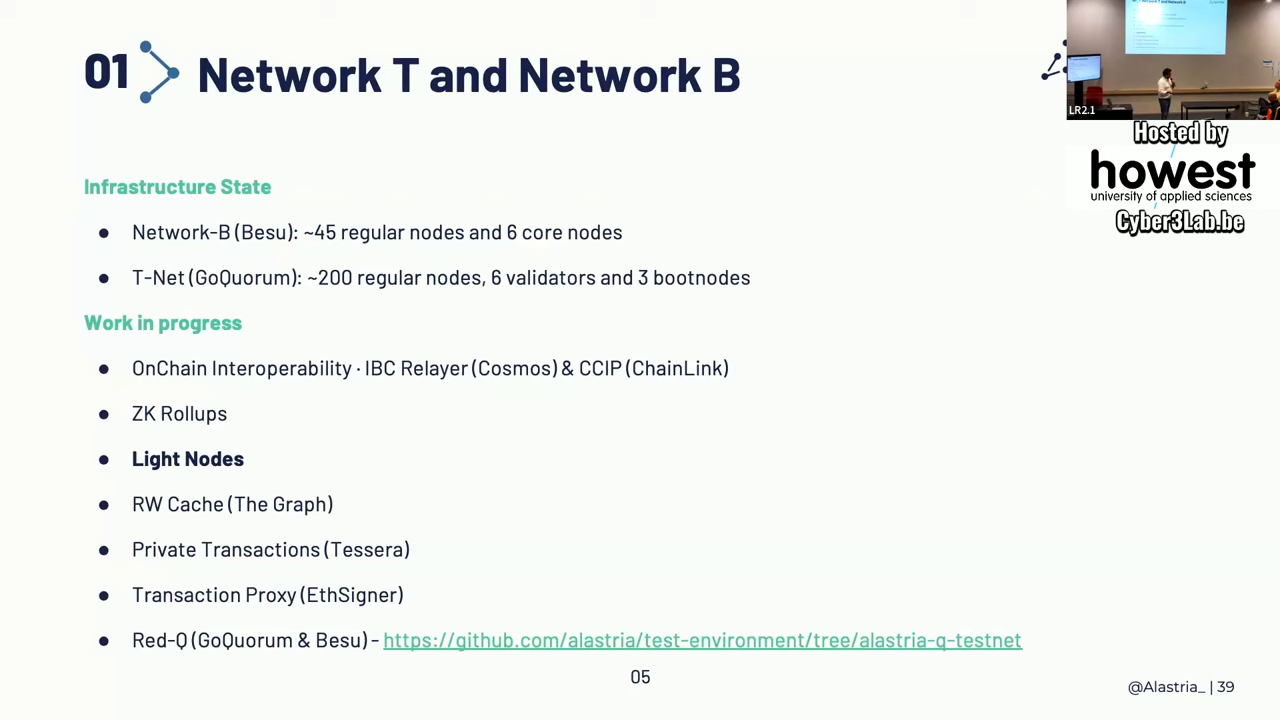 01 Network T and Network B
Infrastructure State
● Network-B (Besu): ~45 regular nodes and 6 core nodes
● T-Net (GoQuorum): ~200 regular nodes, 6 validators and 3 bootnodes
Work in progress
● OnChain Interoperability · IBC Relayer (Cosmos) & CCIP (ChainLink)
● ZK Rollups
● Light Nodes
● RW Cache (The Graph)
● Private Transactions (Tessera)
● Transaction Proxy (EthSigner)
● Red-Q (GoQuorum & Besu) - https://github.com/alastria/test-environment/tree/alastria-q-testnet
05
@Alastria_ | 39
Network T and Network B
LR2.1
Hosted by
howest
university of applied sciences
Cyber3Lab.be